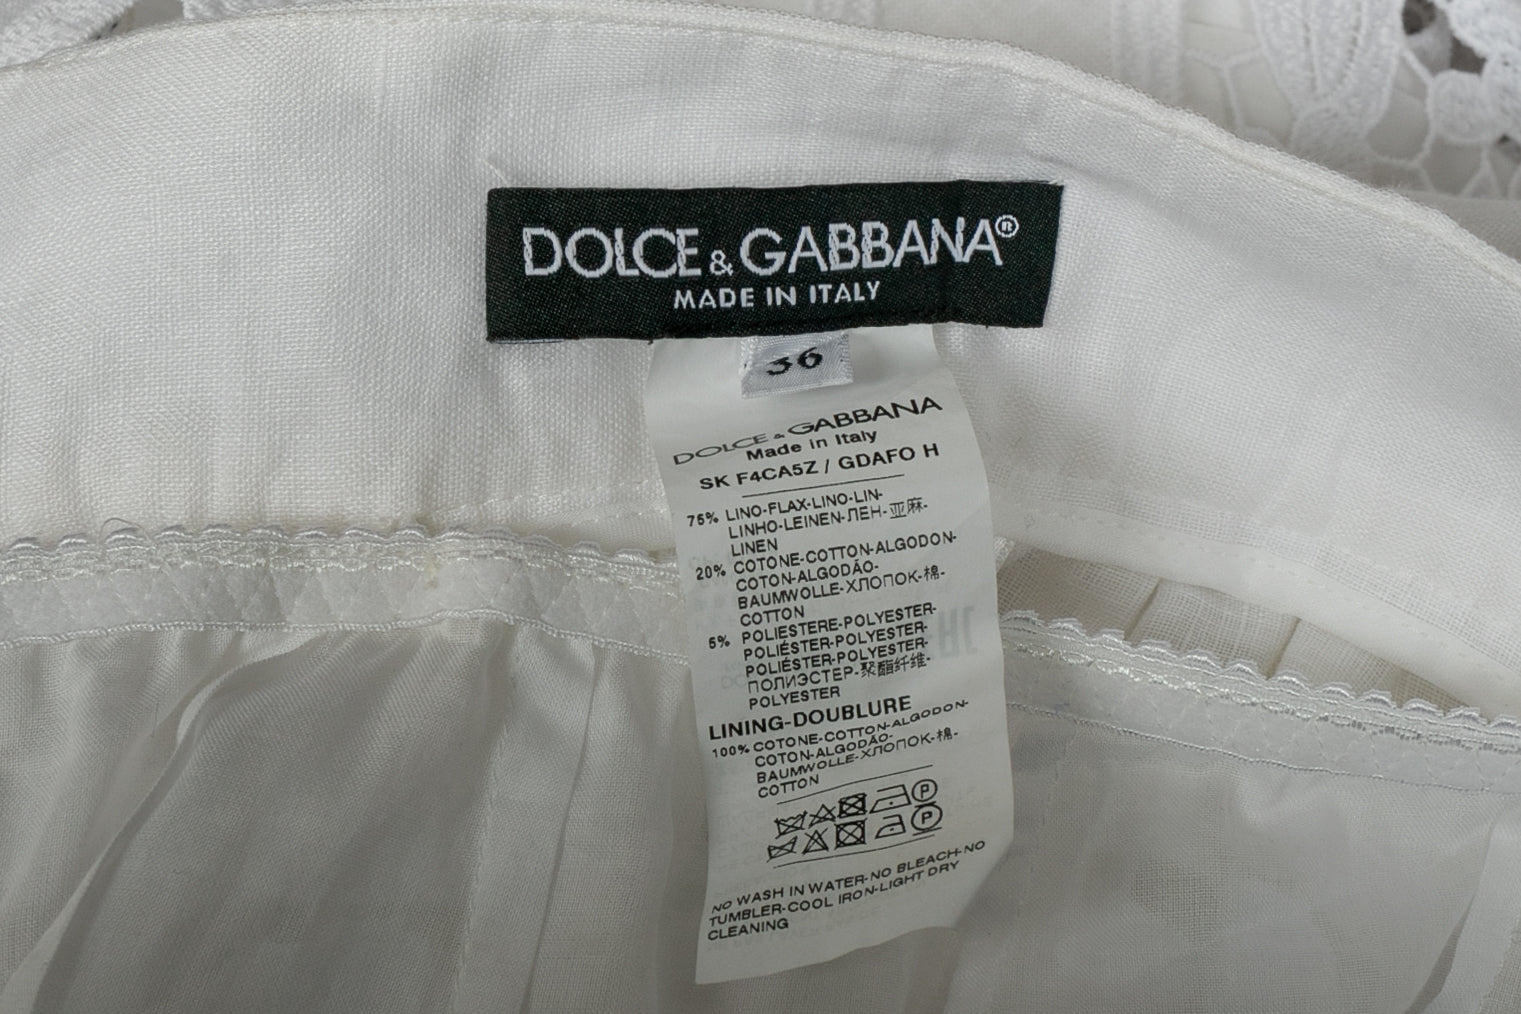 DOLCE & GABBANA®
MADE IN ITALY
36
DOLCE & GABBANA
Made in Italy
SK F4CA5Z / GDAFO H
75% LINO-FLAX-LINO-LIN-
LINHO-LEINEN-ЛЕН-亚麻-
LINEN
20% COTONE-COTTON-ALGODON-
COTON-ALGODÃO-
BAUMWOLLE-ХЛОПОК-棉-
COTTON
5% POLIESTERE-POLYESTER-
POLIÉSTER-POLYESTER-
POLIÉSTER-POLYESTER-
ПОЛИЭСТЕР-聚酯纤维-
POLYESTER
LINING-DOUBLURE
100% COTONE-COTTON-ALGODON-
COTON-ALGODÃO-
BAUMWOLLE-ХЛОПОК-棉-
COTTON
P
P
NO WASH IN WATER-NO BLEACH-NO
TUMBLER-COOL IRON-LIGHT DRY
CLEANING